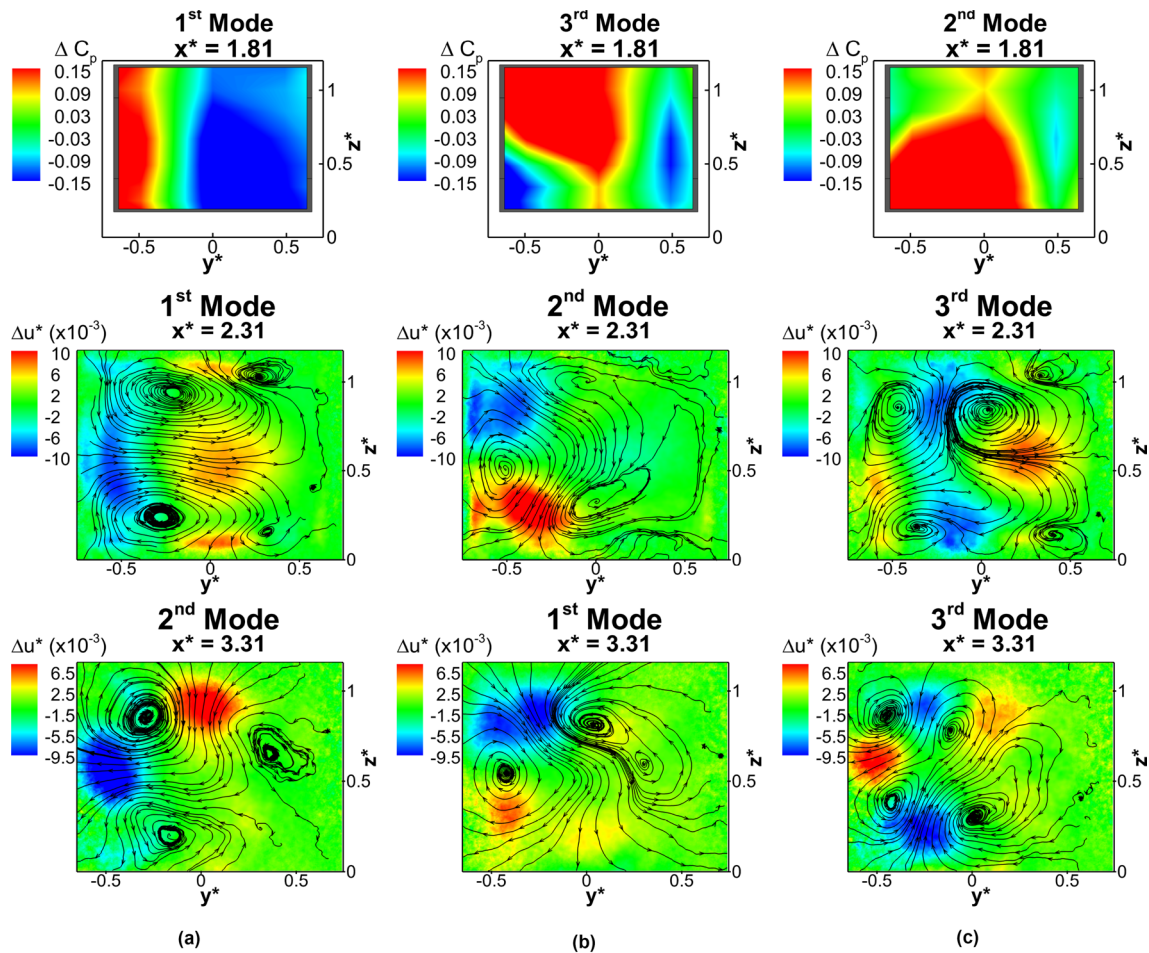 1st Mode
x* = 1.81
Δ Cp
0.15
0.09
0.03
-0.03
-0.09
-0.15
1
0.5
0
z*
-0.5
0
0.5
y*
3rd Mode
x* = 1.81
Δ Cp
0.15
0.09
0.03
-0.03
-0.09
-0.15
1
0.5
0
z*
-0.5
0
0.5
y*
2nd Mode
x* = 1.81
Δ Cp
0.15
0.09
0.03
-0.03
-0.09
-0.15
1
0.5
0
z*
-0.5
0
0.5
y*
1st Mode
x* = 2.31
Δu* (x10-3)
10
6
2
-2
-6
-10
1
0.5
0
z*
-0.5
0
0.5
y*
2nd Mode
x* = 2.31
Δu* (x10-3)
10
6
2
-2
-6
-10
1
0.5
0
z*
-0.5
0
0.5
y*
3rd Mode
x* = 2.31
Δu* (x10-3)
10
6
2
-2
-6
-10
1
0.5
0
z*
-0.5
0
0.5
y*
2nd Mode
x* = 3.31
Δu* (x10-3)
6.5
2.5
-1.5
-5.5
-9.5
1
0.5
0
z*
-0.5
0
0.5
y*
1st Mode
x* = 3.31
Δu* (x10-3)
6.5
2.5
-1.5
-5.5
-9.5
1
0.5
0
z*
-0.5
0
0.5
y*
3rd Mode
x* = 3.31
Δu* (x10-3)
6.5
2.5
-1.5
-5.5
-9.5
1
0.5
0
z*
-0.5
0
0.5
y*
(a)
(b)
(c)